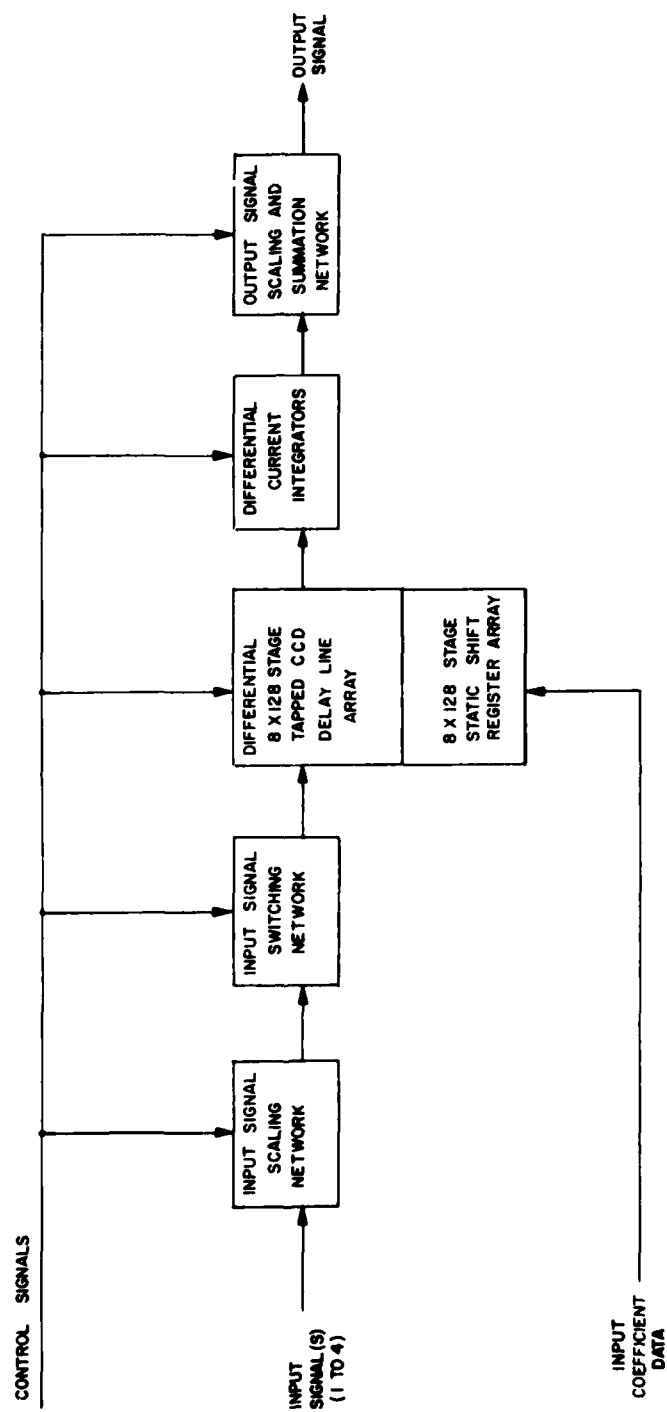 CONTROL SIGNALS
INPUT
SIGNAL(S)
(1 TO 4)
INPUT SIGNAL
SCALING
NETWORK
INPUT SIGNAL
SWITCHING
NETWORK
DIFFERENTIAL
8 X 128 STAGE
TAPPED CCD
DELAY LINE
ARRAY
8 X 128 STAGE
STATIC SHIFT
REGISTER ARRAY
DIFFERENTIAL
CURRENT
INTEGRATORS
OUTPUT SIGNAL
SCALING AND
SUMMATION
NETWORK
OUTPUT
SIGNAL
INPUT
COEFFICIENT
DATA